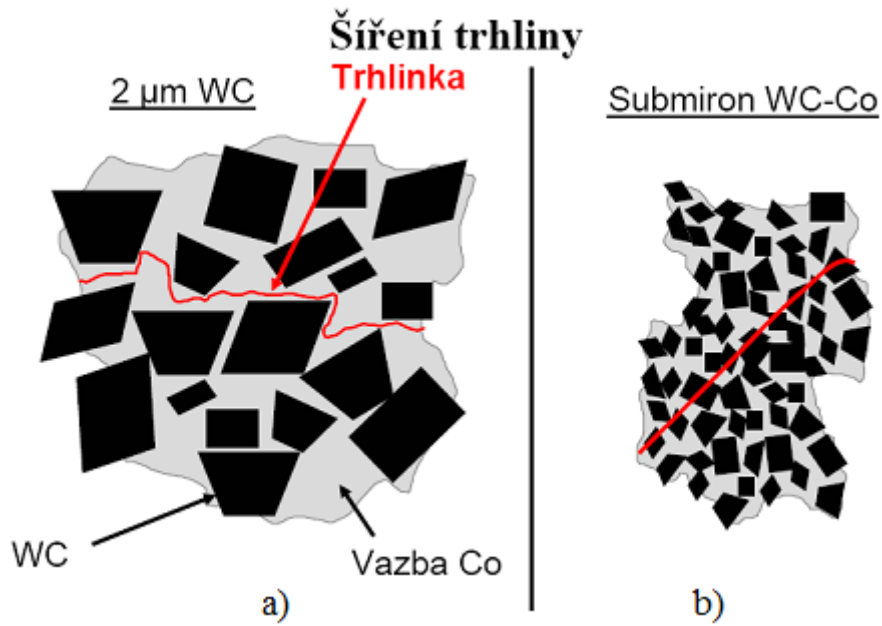 Šíření trhliny
Trhlinka
2 µm WC
Submiron WC-Co
WC
Vazba Co
a)
b)